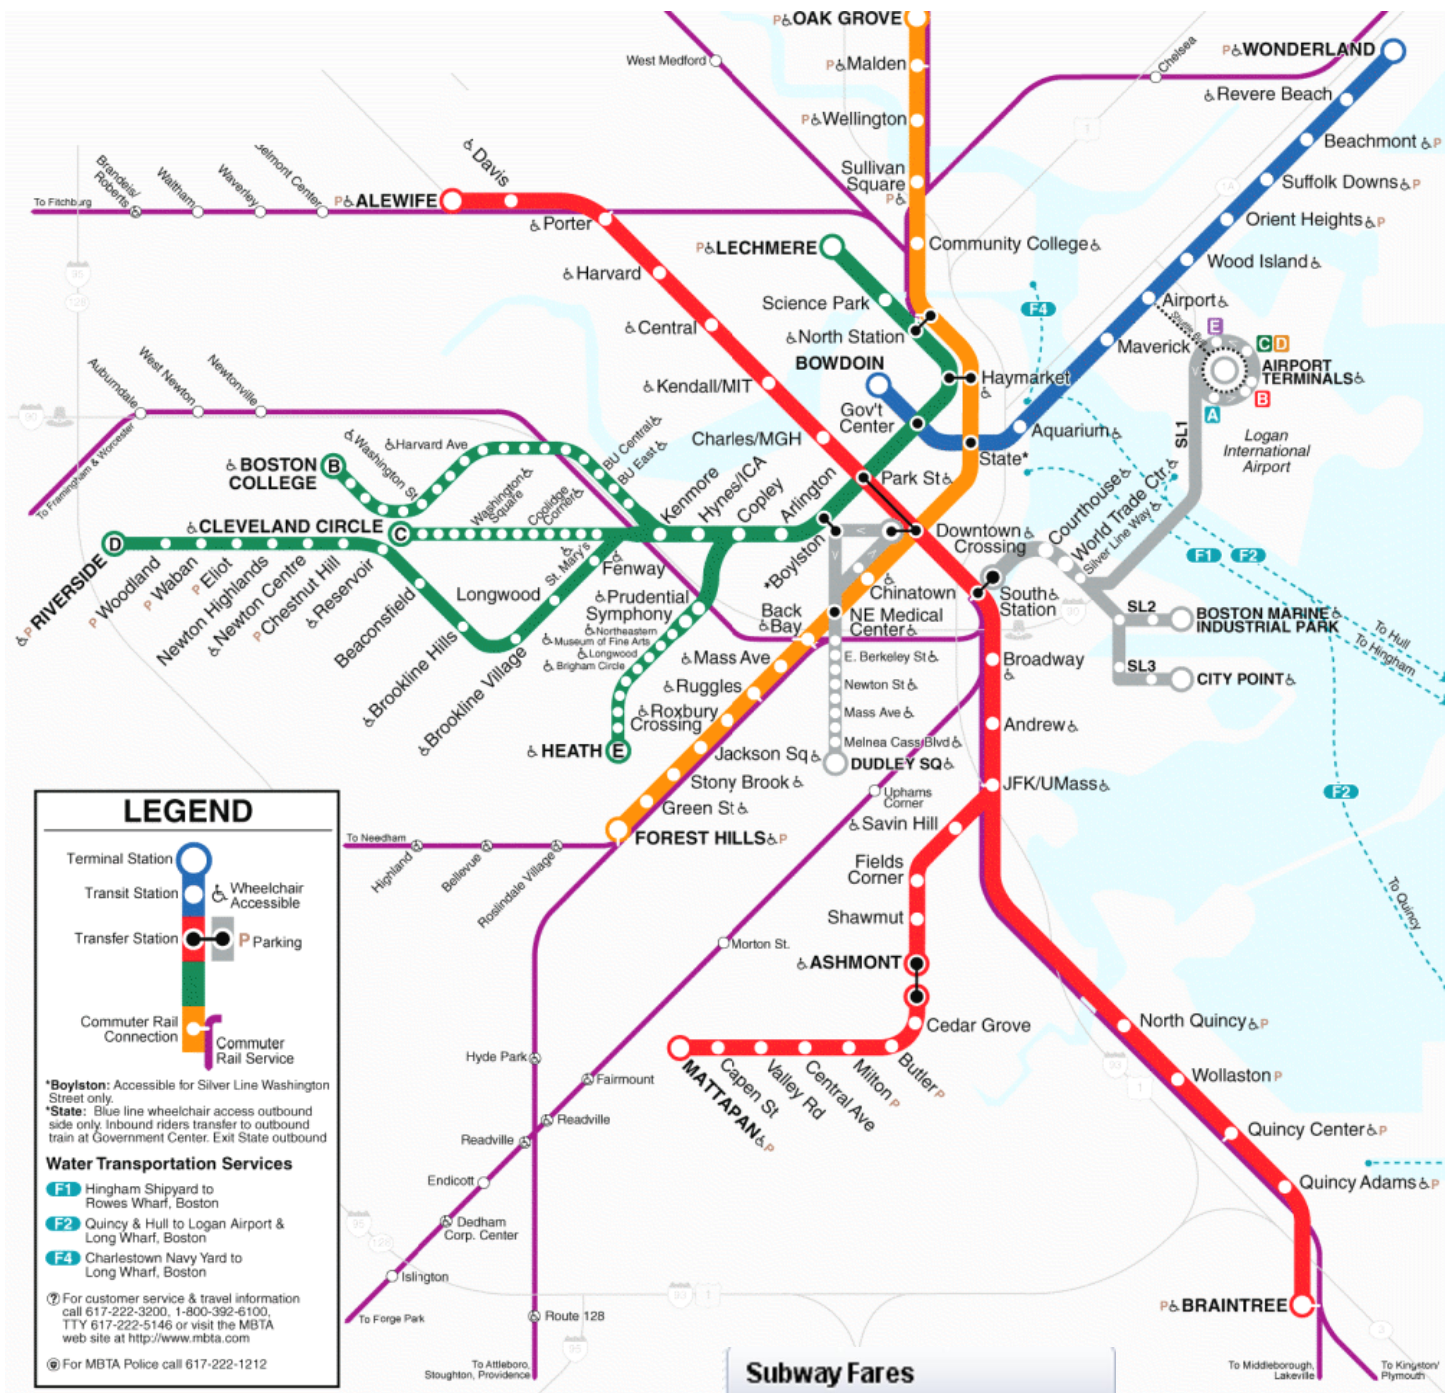 OAK GROVE
Malden
Wellington
Sullivan
Square
Community College
West Medford
Chelsea
WONDERLAND
Revere Beach
Beachmont
Suffolk Downs
Orient Heights
Wood Island
Airport
Maverick
Aquarium
State*
Gov't
Center
BOWDOIN
Shuttle Bus
E
C D
AIRPORT
TERMINALS
B
A
Logan
International
Airport
SL1
F4
To Fitchburg
Brandeis/
Roberts
Waltham
Waverley
Belmont Center
ALEWIFE
Davis
Porter
Harvard
Central
Kendall/MIT
Charles/MGH
Park St
Downtown
Crossing
South
Station
Broadway
Andrew
JFK/UMass
LECHMERE
Science Park
North Station
Haymarket
Auburndale
West Newton
Newtonville
To Framingham & Worcester
B
BOSTON
COLLEGE
Washington St
Harvard Ave
BU Central
BU East
C
CLEVELAND CIRCLE
Washington
Square
Coolidge
Corner
St. Mary's
Kenmore
Hynes/ICA
Copley
Arlington
*Boylston
D
RIVERSIDE
Woodland
Waban
Eliot
Newton Highlands
Newton Centre
Chestnut Hill
Reservoir
Beaconsfield
Brookline Hills
Brookline Village
Longwood
Fenway
Prudential
Symphony
Northeastern
Museum of Fine Arts
Longwood
Brigham Circle
HEATH
E
Chinatown
NE Medical
Center
Back
Bay
Mass Ave
Ruggles
Roxbury
Crossing
Jackson Sq
Stony Brook
Green St
FOREST HILLS
E. Berkeley St
Newton St
Mass Ave
Melnea Cass Blvd
DUDLEY SQ
Courthouse
World Trade Ctr.
Silver Line Way
SL2
BOSTON MARINE
INDUSTRIAL PARK
SL3
CITY POINT
F1
F2
To Hull
To Hingham
F2
To Quincy
Uphams
Corner
Savin Hill
Fields
Corner
Shawmut
ASHMONT
Cedar Grove
Butler
Milton
Central Ave
Valley Rd
Capen St
MATTAPAN
North Quincy
Wollaston
Quincy Center
Quincy Adams
BRAINTREE
To Middleborough,
Lakeville
To Kingston/
Plymouth
To Needham
Highland
Bellevue
Roslindale Village
Morton St.
Hyde Park
Fairmount
Readville
Readville
Endicott
Dedham
Corp. Center
Islington
To Forge Park
Route 128
To Attleboro,
Stoughton, Providence
LEGEND
Terminal Station
Transit Station
Wheelchair
Accessible
Transfer Station
P Parking
Commuter Rail
Connection
Commuter
Rail Service
*Boylston: Accessible for Silver Line Washington
Street only.
*State: Blue line wheelchair access outbound
side only. Inbound riders transfer to outbound
train at Government Center. Exit State outbound
Water Transportation Services
F1 Hingham Shipyard to
Rowes Wharf, Boston
F2 Quincy & Hull to Logan Airport &
Long Wharf, Boston
F4 Charlestown Navy Yard to
Long Wharf, Boston
For customer service & travel information
call 617-222-3200, 1-800-392-6100,
TTY 617-222-5146 or visit the MBTA
web site at http://www.mbta.com
For MBTA Police call 617-222-1212
Subway Fares